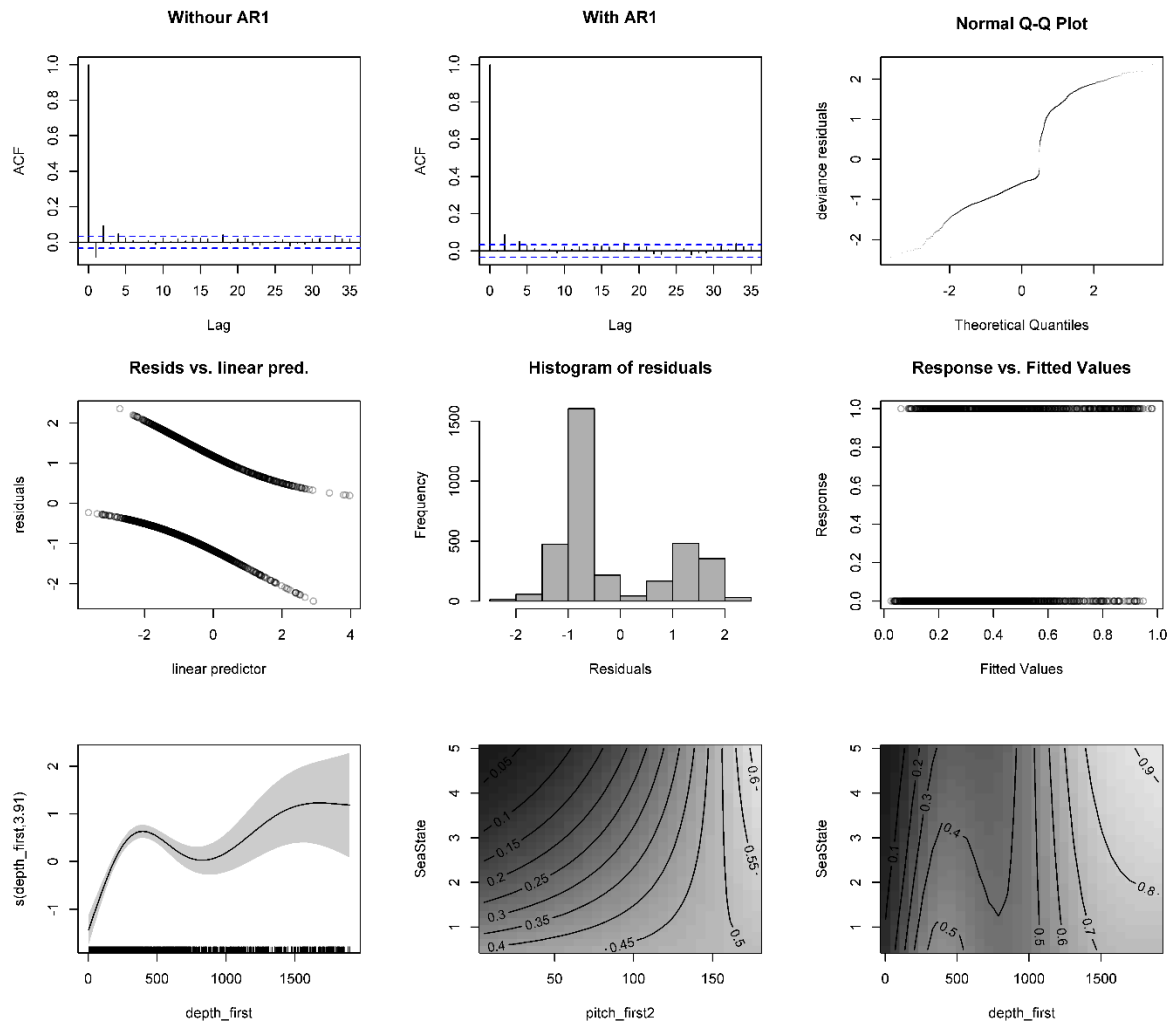 Withour AR1
ACF
1.0
0.8
0.6
0.4
0.2
0.0
0 5 10 15 20 25 30 35
Lag
With AR1
ACF
1.0
0.8
0.6
0.4
0.2
0.0
0 5 10 15 20 25 30 35
Lag
Normal Q-Q Plot
deviance residuals
2
1
0
-1
-2
-2 0 2
Theoretical Quantiles
Resids vs. linear pred.
residuals
2
1
0
-1
-2
-2 0 2 4
linear predictor
Histogram of residuals
Frequency
1500
1000
500
0
-2 -1 0 1 2
Residuals
Response vs. Fitted Values
Response
1.0
0.8
0.6
0.4
0.2
0.0
0.0 0.2 0.4 0.6 0.8 1.0
Fitted Values
s(depth_first,3.91)
2
1
0
-1
0 500 1000 1500
depth_first
SeaState
5
4
3
2
1
0.05
0.1
0.15
0.2
0.25
0.3
0.35
0.4
0.45
0.5
0.55
0.6
50 100 150
pitch_first2
SeaState
5
4
3
2
1
0.1
0.2
0.3
0.4
0.5
0.5
0.6
0.7
0.8
0.9
0 500 1000 1500
depth_first